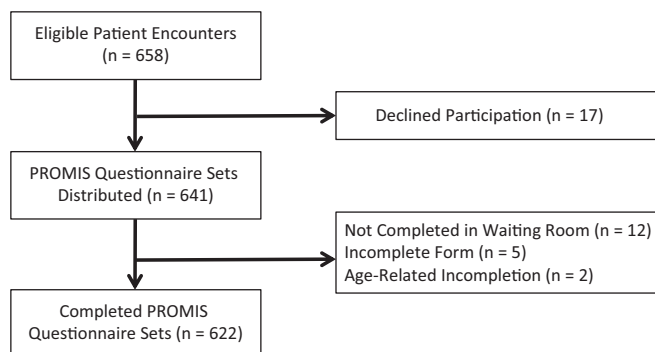 Eligible Patient Encounters
(n = 658)
Declined Participation (n = 17)
PROMIS Questionnaire Sets
Distributed (n = 641)
Not Completed in Waiting Room (n = 12)
Incomplete Form (n = 5)
Age-Related Incompletion (n = 2)
Completed PROMIS
Questionnaire Sets (n = 622)